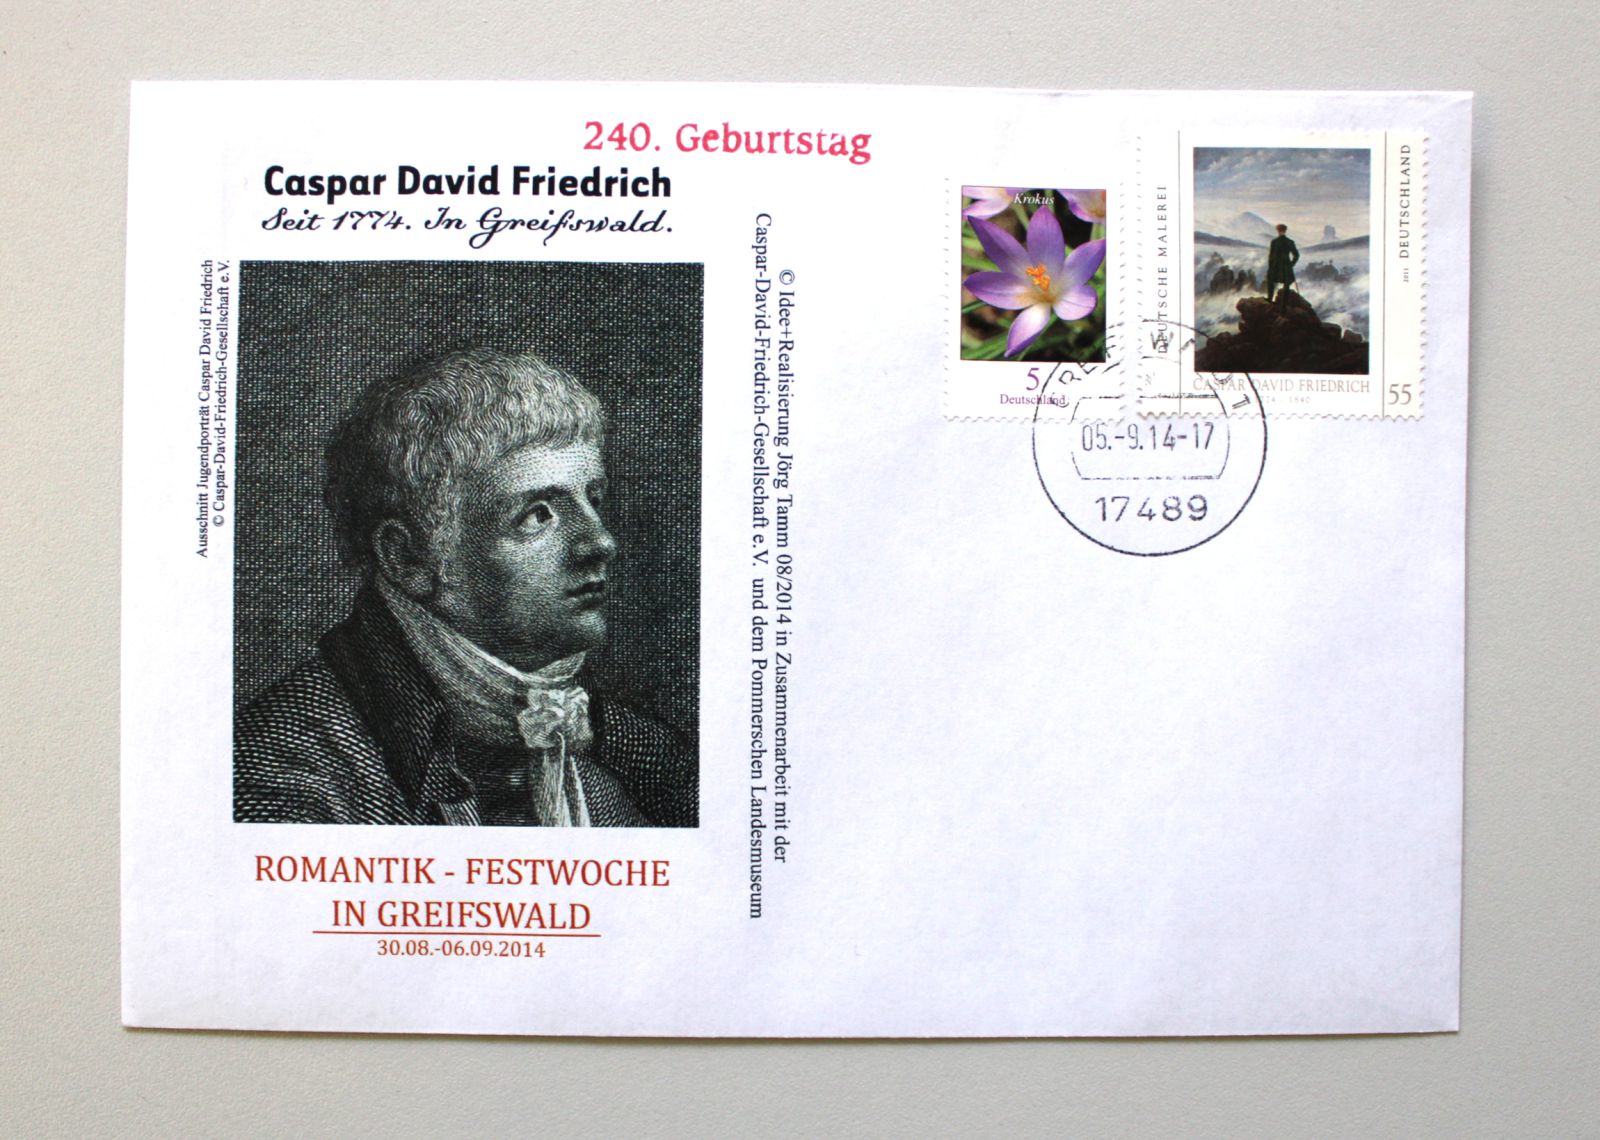 240. Geburtstag
Caspar David Friedrich
Seit 1774. In Greifswald.
Ausschnitt Jugendporträt Caspar David Friedrich
© Caspar-David-Friedrich-Gesellschaft e.V.
ROMANTIK - FESTWOCHE
IN GREIFSWALD
30.08.-06.09.2014
© Idee+Realisierung Jörg Tamm 08/2014 in Zusammenarbeit mit der
Caspar-David-Friedrich-Gesellschaft e.V. und dem Pommerschen Landesmuseum
Krokus
5
Deutschland
DEUTSCHE MALEREI
2011 DEUTSCHLAND
CASPAR DAVID FRIEDRICH
1774 - 1840
55
05.-9.14-17
17489